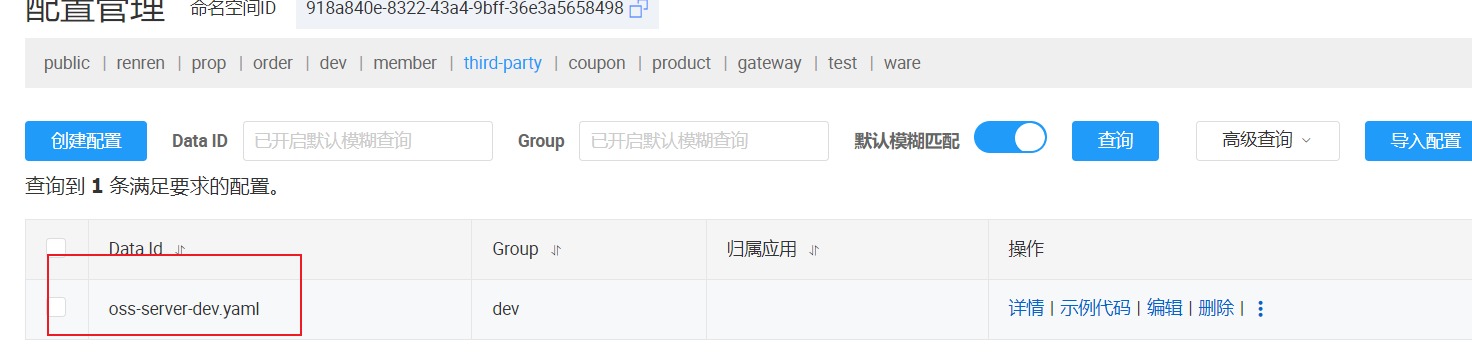 配置管理 命名空间ID 918a840e-8322-43a4-9bff-36e3a5658498
public | renren | prop | order | dev | member | third-party | coupon | product | gateway | test | ware
创建配置 Data ID 已开启默认模糊查询 Group 已开启默认模糊查询 默认模糊匹配 查询 高级查询 导入配置
查询到 1 条满足要求的配置。
Data Id Group 归属应用 操作
oss-server-dev.yaml dev 详情 | 示例代码 | 编辑 | 删除 |